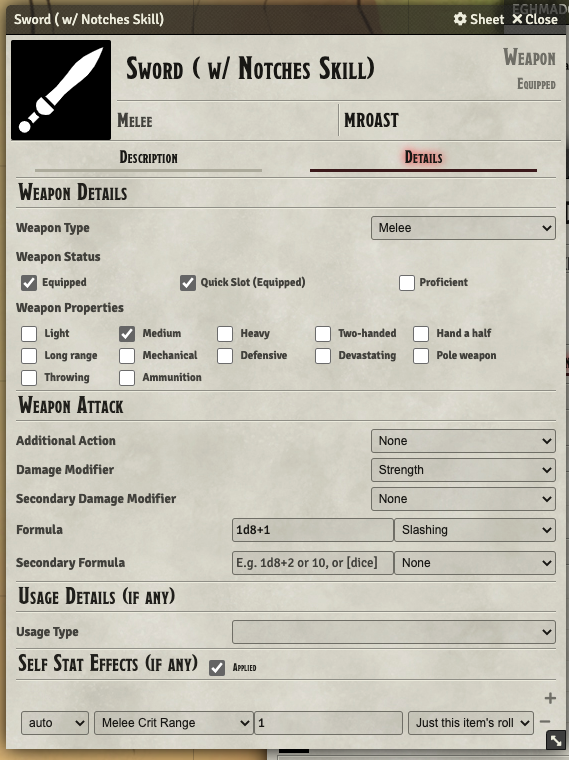 EGHMAD
Sword ( w/ Notches Skill) Sheet Close
Sword ( w/ Notches Skill) Weapon
Equipped
Melee MROAST
Description Details
Weapon Details
Weapon Type Melee
Weapon Status
Equipped Quick Slot (Equipped) Proficient
Weapon Properties
Light Medium Heavy Two-handed Hand a half
Long range Mechanical Defensive Devastating Pole weapon
Throwing Ammunition
Weapon Attack
Additional Action None
Damage Modifier Strength
Secondary Damage Modifier None
Formula 1d8+1 Slashing
Secondary Formula E.g. 1d8+2 or 10, or [dice] None
Usage Details (if any)
Usage Type
Self Stat Effects (if any) Applied
+
auto Melee Crit Range 1 Just this item's roll −